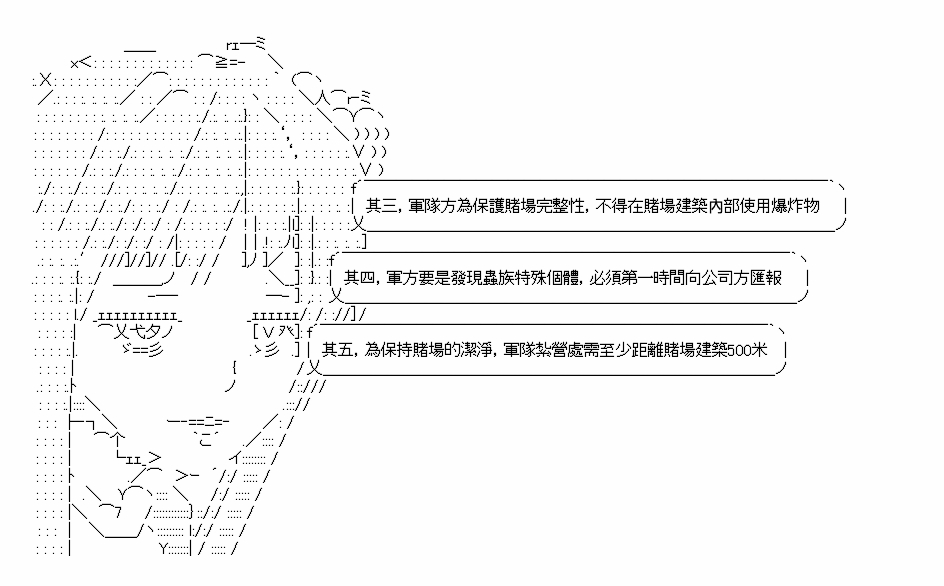 其三，軍隊方為保護賭場完整性，不得在賭場建築內部使用爆炸物
其四，軍方要是發現蟲族特殊個體，必須第一時間向公司方匯報
其五，為保持賭場的潔淨，軍隊紮營處需至少距離賭場建築500米